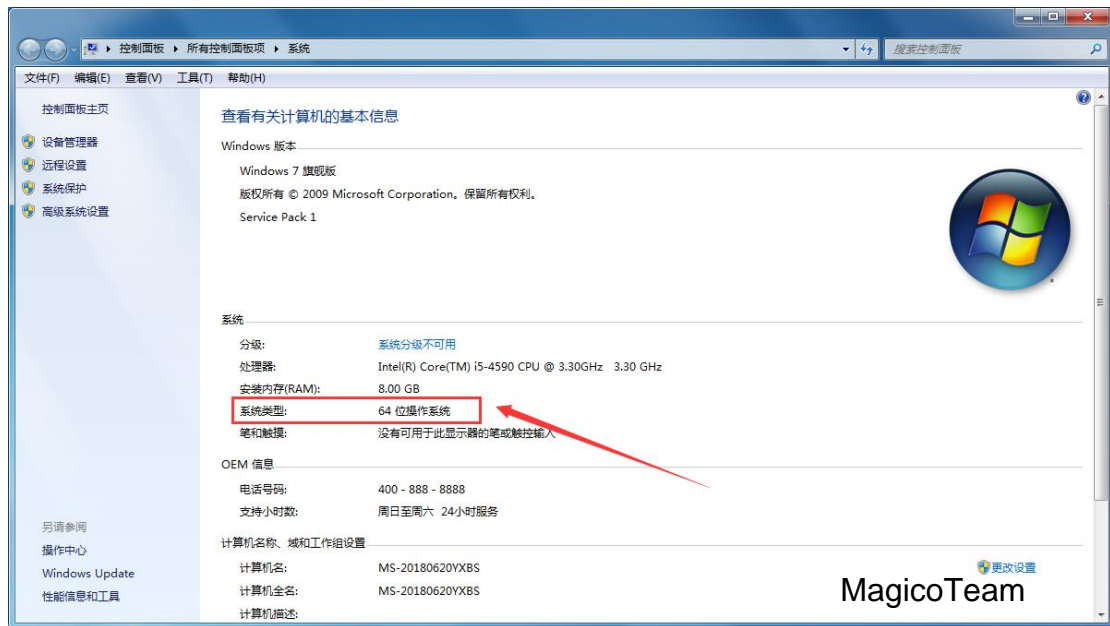 控制面板 ▸ 所有控制面板项 ▸ 系统
搜索控制面板
文件(F) 编辑(E) 查看(V) 工具(T) 帮助(H)
控制面板主页
设备管理器
远程设置
系统保护
高级系统设置
查看有关计算机的基本信息
Windows 版本
Windows 7 旗舰版
版权所有 © 2009 Microsoft Corporation。保留所有权利。
Service Pack 1
系统
分级: 系统分级不可用
处理器: Intel(R) Core(TM) i5-4590 CPU @ 3.30GHz 3.30 GHz
安装内存(RAM): 8.00 GB
系统类型: 64 位操作系统
笔和触摸: 没有可用于此显示器的笔或触控输入
OEM 信息
电话号码: 400 - 888 - 8888
支持小时数: 周日至周六 24小时服务
计算机名称、域和工作组设置
计算机名: MS-20180620YXBS
更改设置
计算机全名: MS-20180620YXBS
计算机描述:
另请参阅
操作中心
Windows Update
性能信息和工具
MagicoTeam